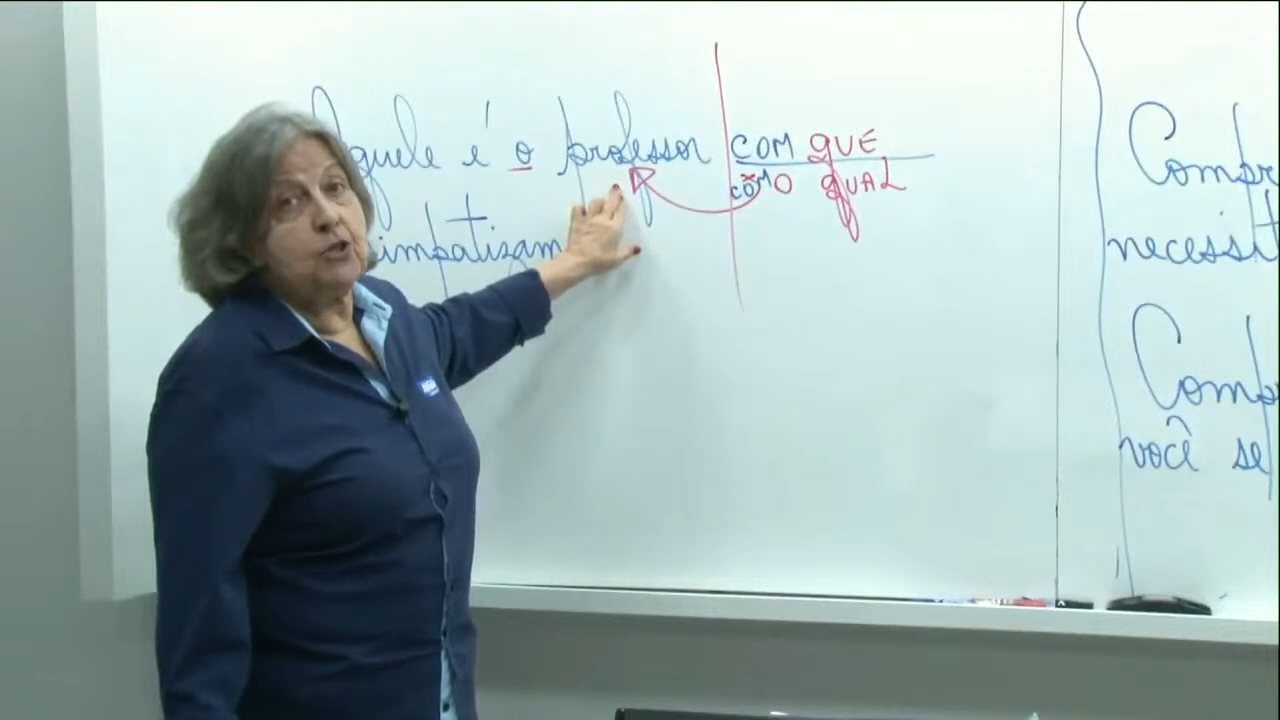 Aquele é o professor COM QUE
COM O QUAL
simpatizam
Compr
necessit
Comp
você se